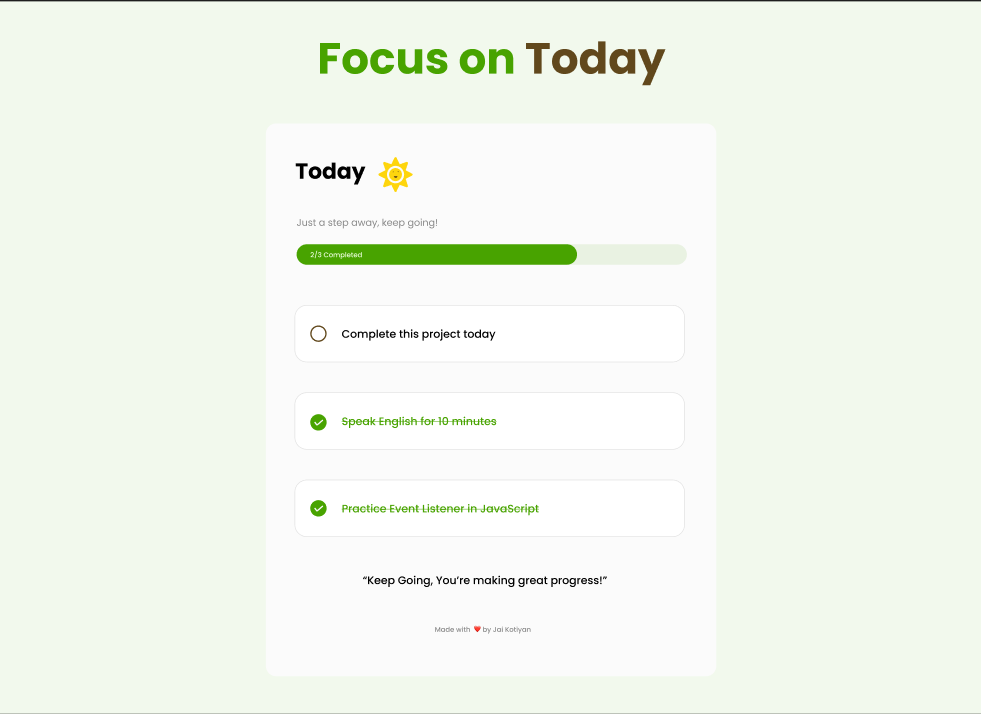 Focus on Today
Today
Just a step away, keep going!
2/3 Completed
Complete this project today
Speak English for 10 minutes
Practice Event Listener in JavaScript
“Keep Going, You’re making great progress!”
Made with ❤️ by Jai Kotiyan